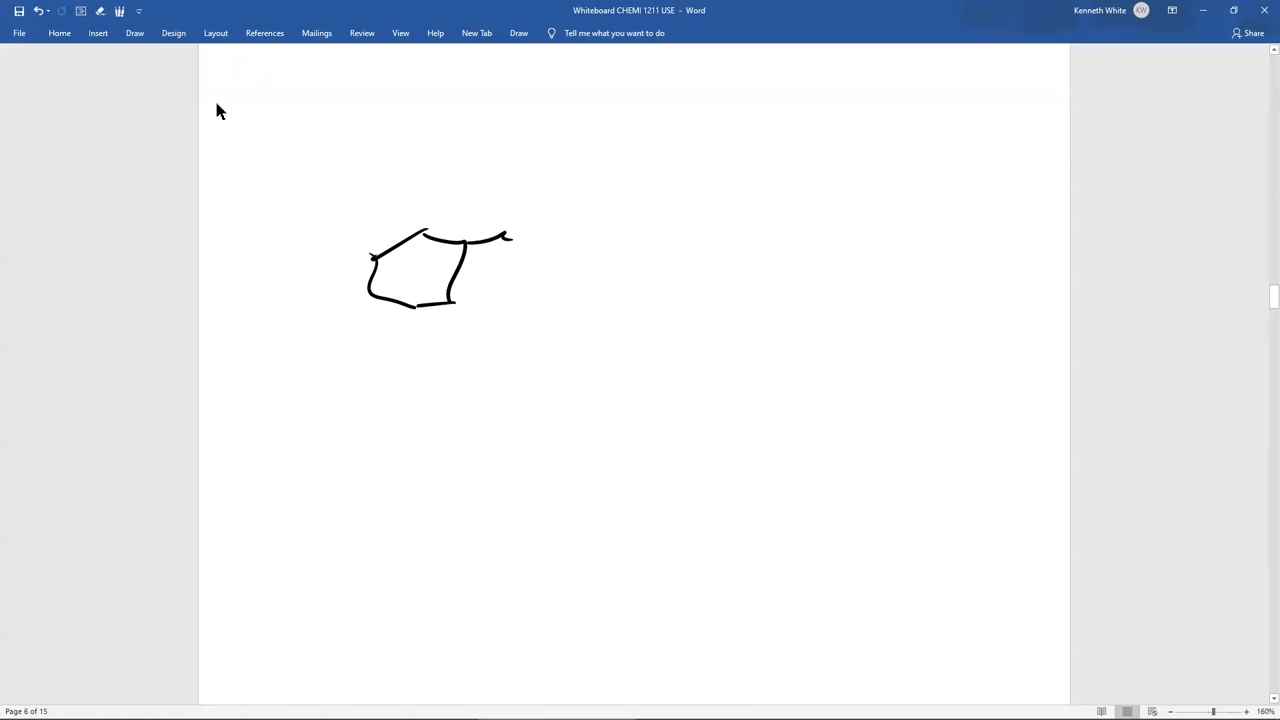 Whiteboard CHEMI 1211 USE - Word
Kenneth White KW
File Home Insert Draw Design Layout References Mailings Review View Help New Tab Draw Tell me what you want to do Share
Page 6 of 15
160%